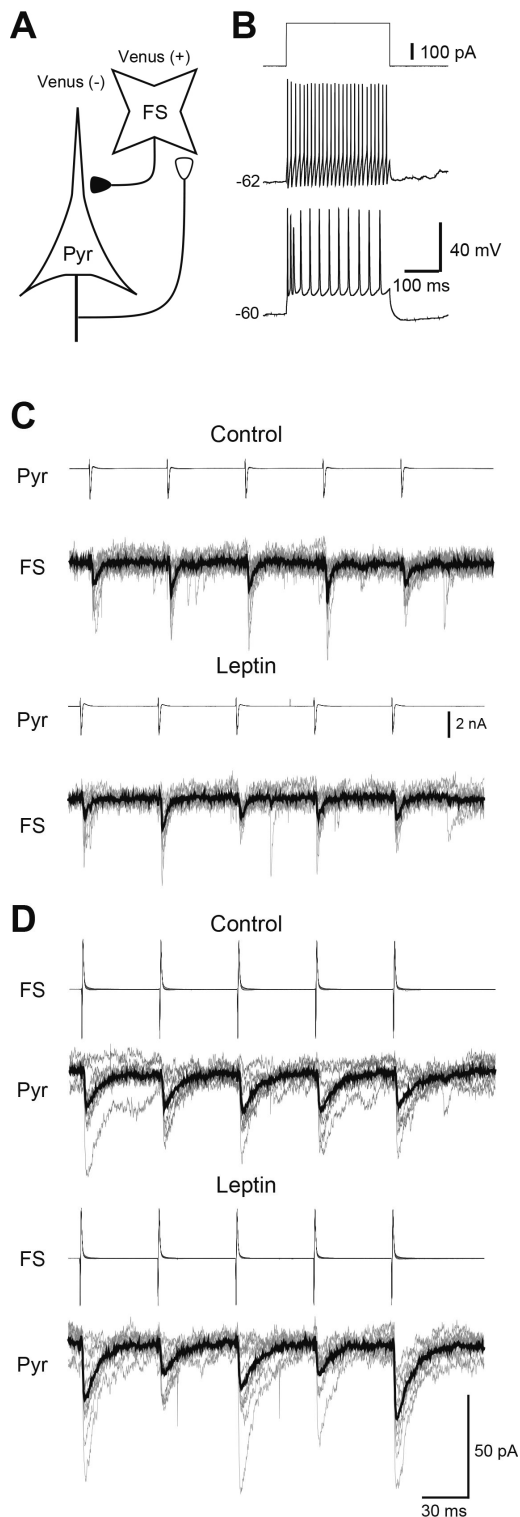 A
Venus (+)
Venus (-)
FS
Pyr
B
100 pA
-62
40 mV
100 ms
-60
C
Control
Pyr
FS
Leptin
Pyr
2 nA
FS
D
Control
FS
Pyr
Leptin
FS
Pyr
50 pA
30 ms